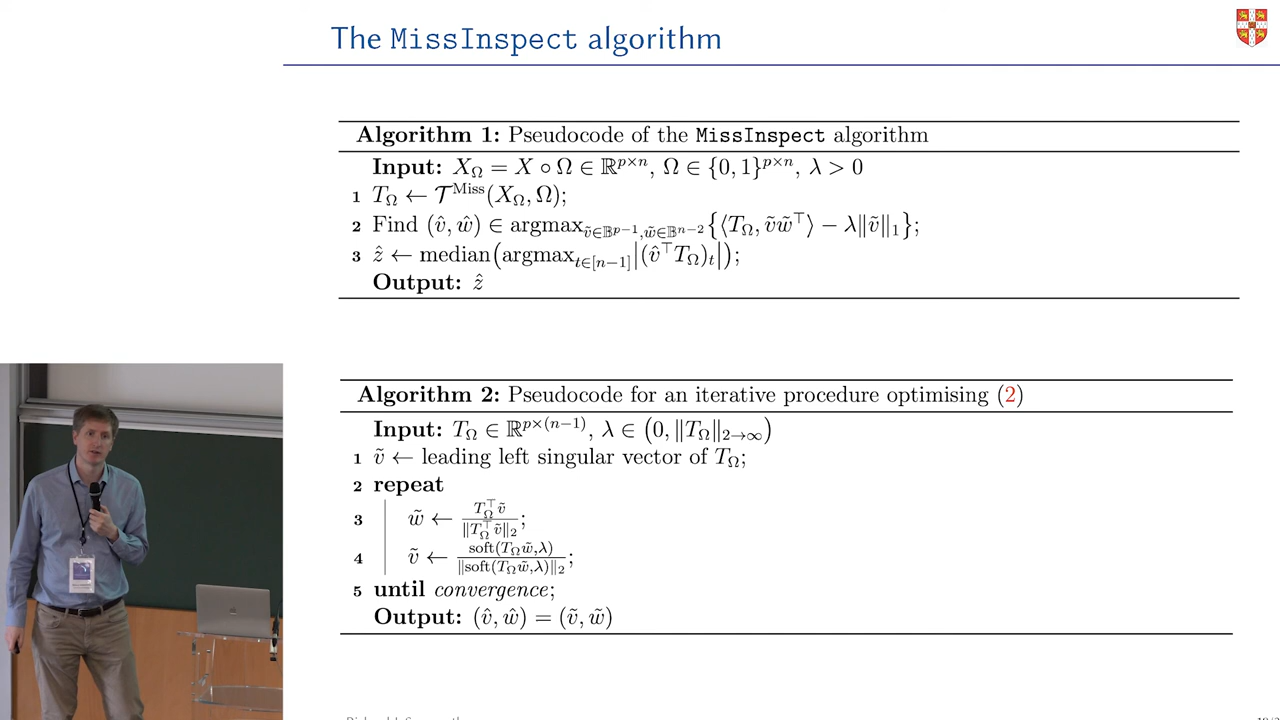 The MissInspect algorithm
Algorithm 1: Pseudocode of the MissInspect algorithm
Input: X_Ω = X ∘ Ω ∈ ℝ^{p×n}, Ω ∈ {0, 1}^{p×n}, λ > 0
1 T_Ω ← 𝒯^{Miss}(X_Ω, Ω);
2 Find (v̂, ŵ) ∈ argmax_{ṽ∈𝔹^{p−1}, w̃∈𝔹^{n−2}} {⟨T_Ω, ṽw̃^⊤⟩ − λ‖ṽ‖_1};
3 ẑ ← median(argmax_{t∈[n−1]} |(v̂^⊤T_Ω)_t|);
Output: ẑ
Algorithm 2: Pseudocode for an iterative procedure optimising (2)
Input: T_Ω ∈ ℝ^{p×(n−1)}, λ ∈ (0, ‖T_Ω‖_{2→∞})
1 ṽ ← leading left singular vector of T_Ω;
2 repeat
3 w̃ ← T_Ω^⊤ṽ / ‖T_Ω^⊤ṽ‖_2;
4 ṽ ← soft(T_Ωw̃,λ) / ‖soft(T_Ωw̃,λ)‖_2;
5 until convergence;
Output: (v̂, ŵ) = (ṽ, w̃)